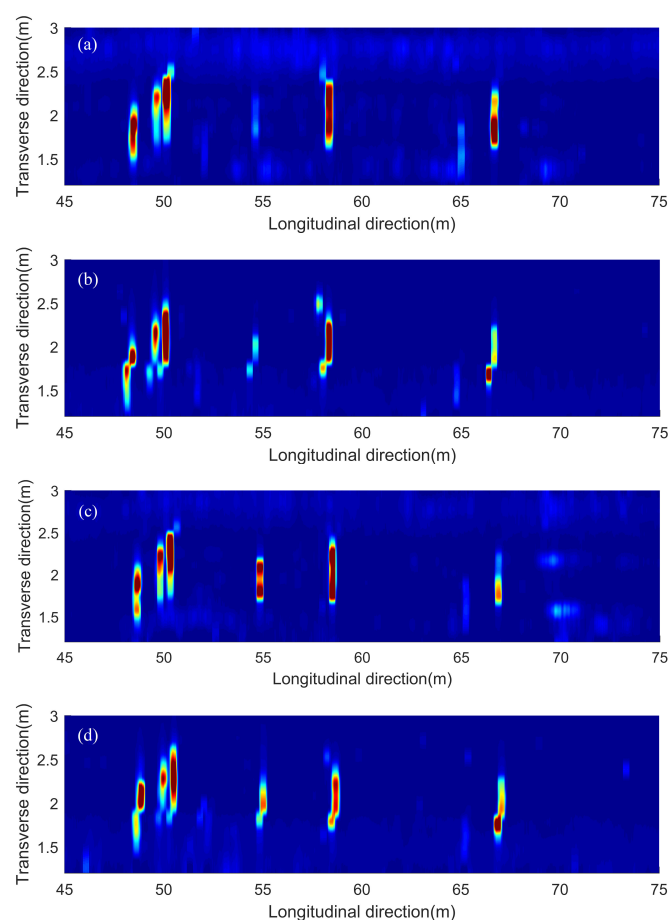 3
(a)
2.5
2
1.5
Transverse direction(m)
45 50 55 60 65 70 75
Longitudinal direction(m)
3
(b)
2.5
2
1.5
Transverse direction(m)
45 50 55 60 65 70 75
Longitudinal direction(m)
3
(c)
2.5
2
1.5
Transverse direction(m)
45 50 55 60 65 70 75
Longitudinal direction(m)
3
(d)
2.5
2
1.5
Transverse direction(m)
45 50 55 60 65 70 75
Longitudinal direction(m)